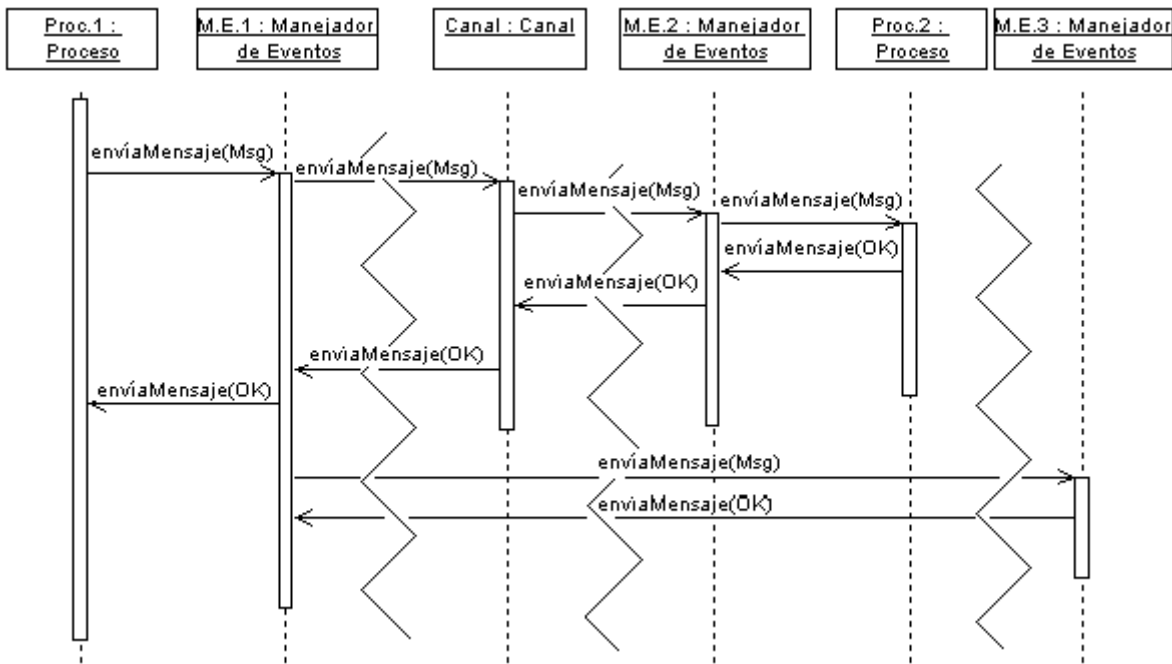 Proc.1 :
Proceso
M.E.1 : Manejador
de Eventos
Canal : Canal
M.E.2 : Manejador
de Eventos
Proc.2 :
Proceso
M.E.3 : Manejador
de Eventos
envíaMensaje(Msg)
envíaMensaje(Msg)
envíaMensaje(Msg)
envíaMensaje(Msg)
envíaMensaje(OK)
envíaMensaje(OK)
envíaMensaje(OK)
envíaMensaje(OK)
envíaMensaje(Msg)
envíaMensaje(OK)